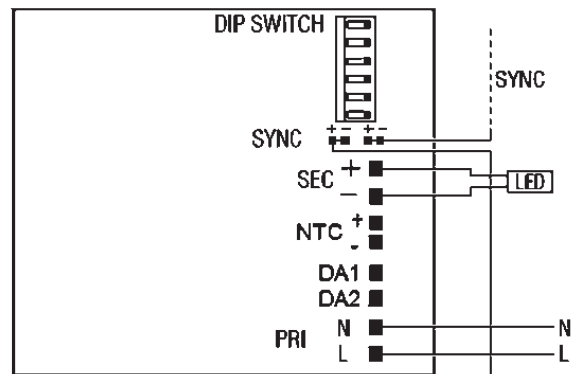 DIP SWITCH
SYNC
+ - + -
SYNC
SEC + −
LED
NTC + -
DA1
DA2
PRI N N
L L